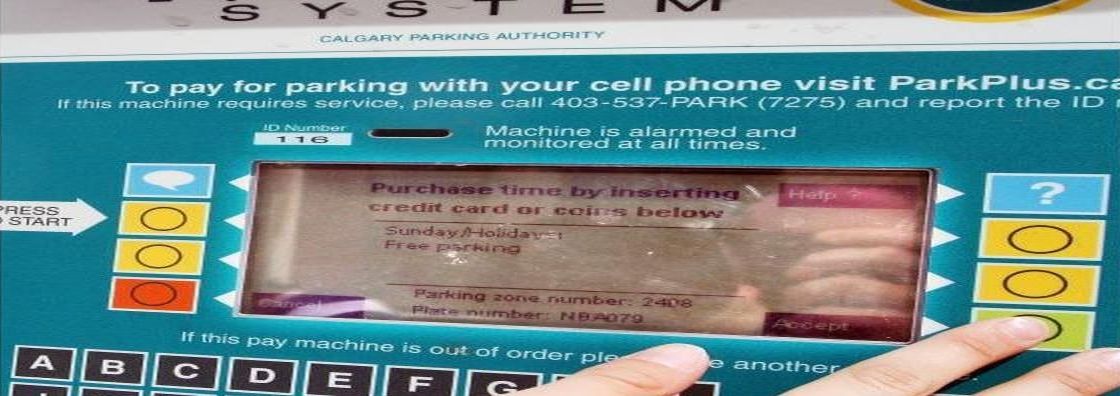 SYSTEM
CALGARY PARKING AUTHORITY
To pay for parking with your cell phone visit ParkPlus.ca
If this machine requires service, please call 403-537-PARK (7275) and report the ID
ID Number
116
Machine is alarmed and
monitored at all times.
PRESS
START
Purchase time by inserting
credit card or coins below
Help ?
Sunday/Holidays:
Free parking
Parking zone number: 2408
Plate number: NBA079
Cancel
Accept
?
If this pay machine is out of order another
A B C D E F G